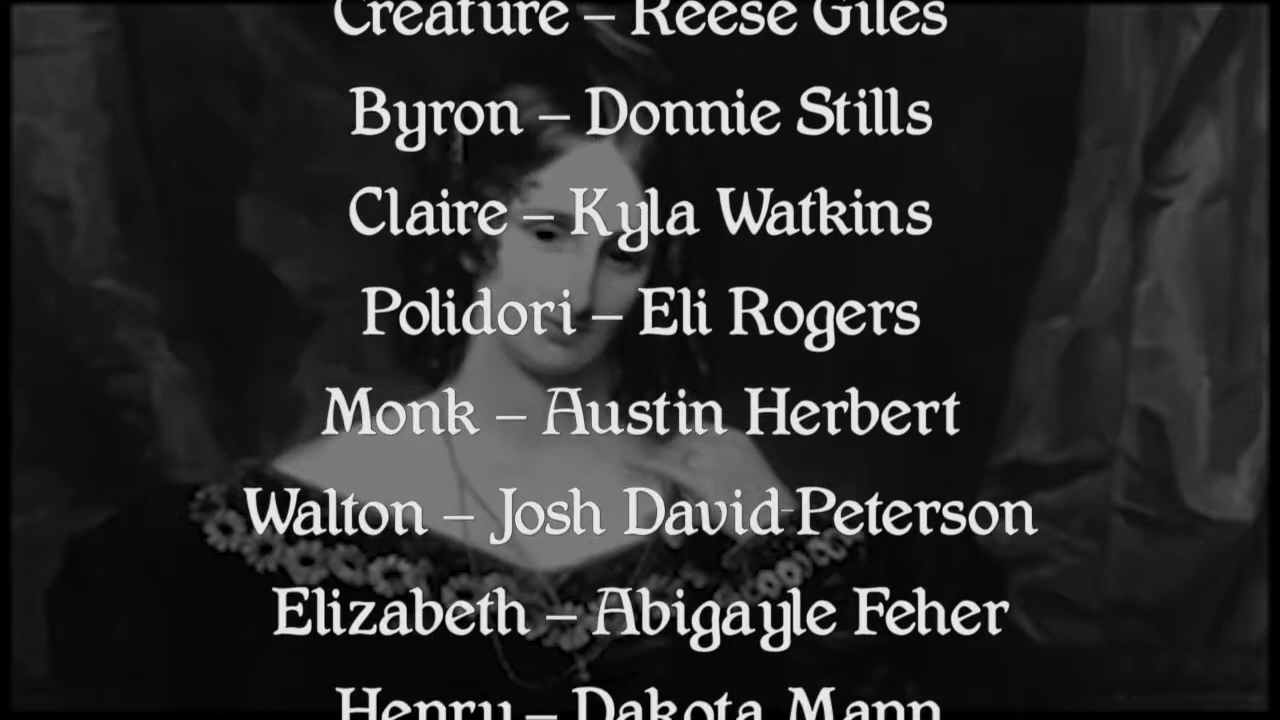 Creature – Reese Giles
Byron – Donnie Stills
Claire – Kyla Watkins
Polidori – Eli Rogers
Monk – Austin Herbert
Walton – Josh David Peterson
Elizabeth – Abigayle Feher
Henry – Dakota Mann